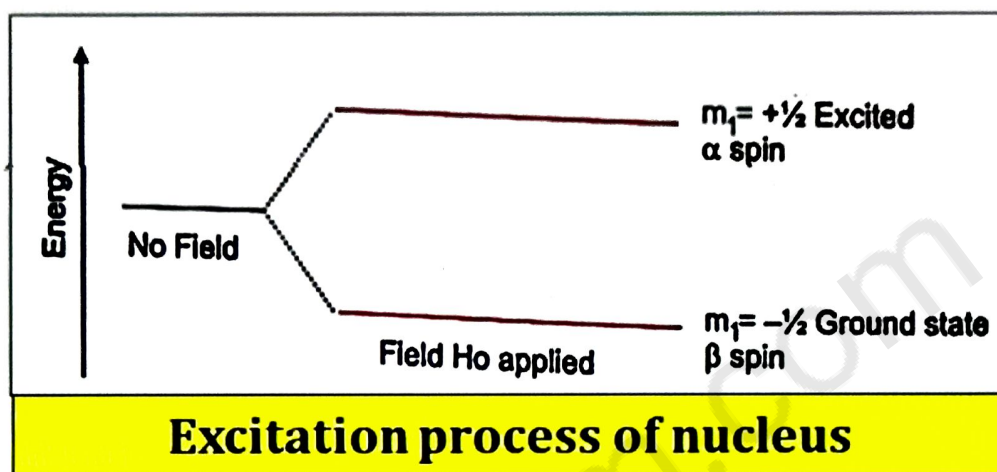 Energy
No Field
m₁= +½ Excited
α spin
Field Ho applied
m₁= –½ Ground state
β spin
Excitation process of nucleus
.com